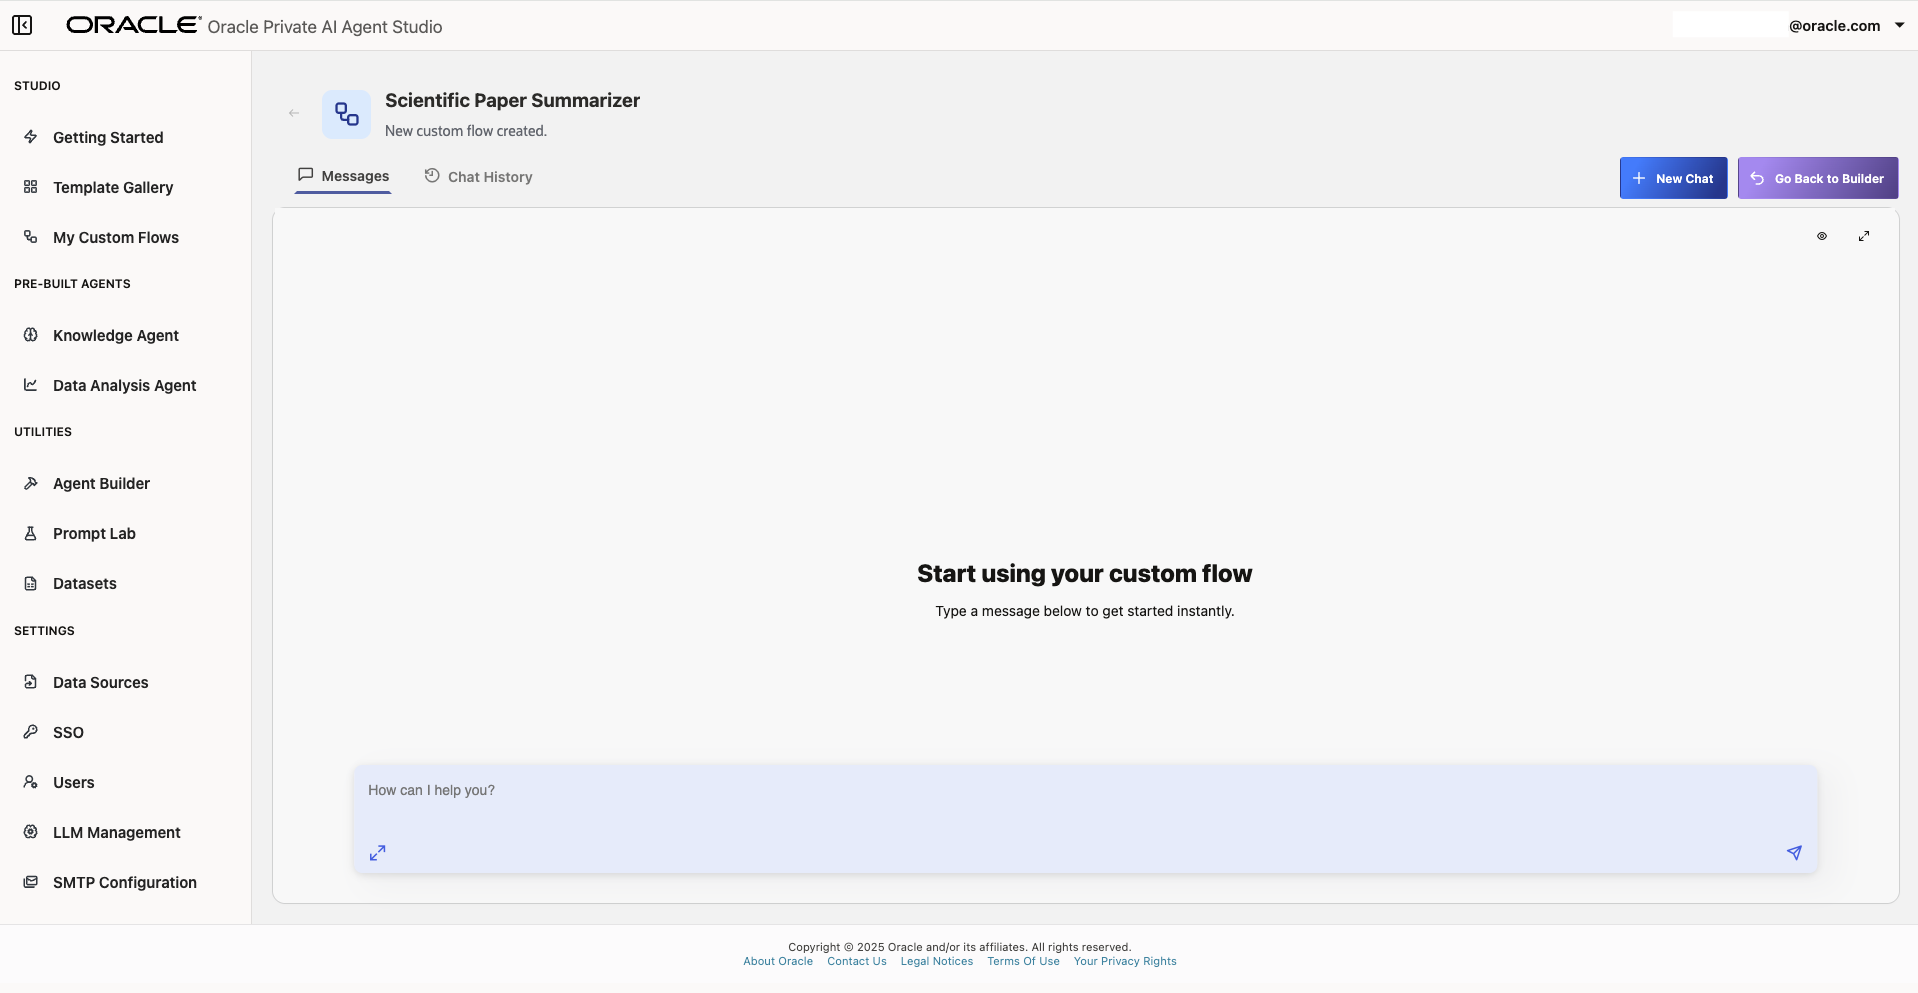 ORACLE Oracle Private AI Agent Studio
@oracle.com
STUDIO
Getting Started
Template Gallery
My Custom Flows
PRE-BUILT AGENTS
Knowledge Agent
Data Analysis Agent
UTILITIES
Agent Builder
Prompt Lab
Datasets
SETTINGS
Data Sources
SSO
Users
LLM Management
SMTP Configuration
Scientific Paper Summarizer
New custom flow created.
Messages
Chat History
New Chat
Go Back to Builder
Start using your custom flow
Type a message below to get started instantly.
How can I help you?
Copyright © 2025 Oracle and/or its affiliates. All rights reserved.
About Oracle Contact Us Legal Notices Terms Of Use Your Privacy Rights